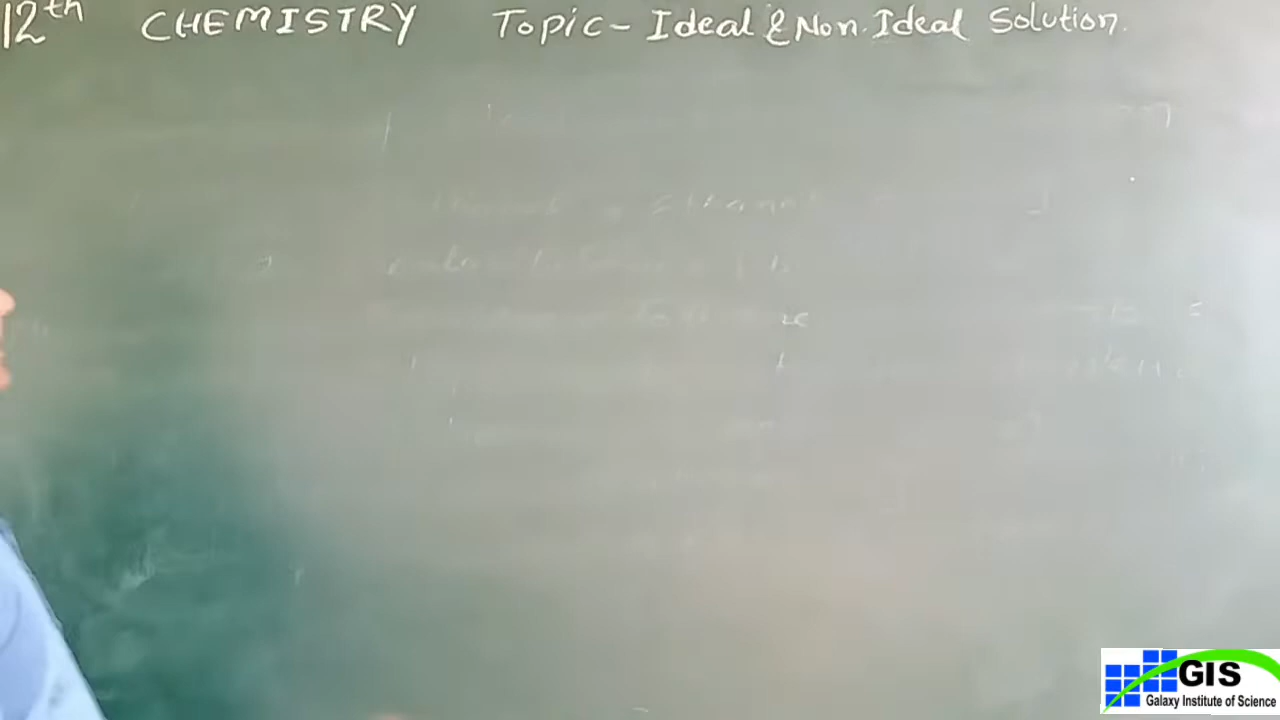 12th CHEMISTRY Topic - Ideal & Non. Ideal Solution.
GIS
Galaxy Institute of Science